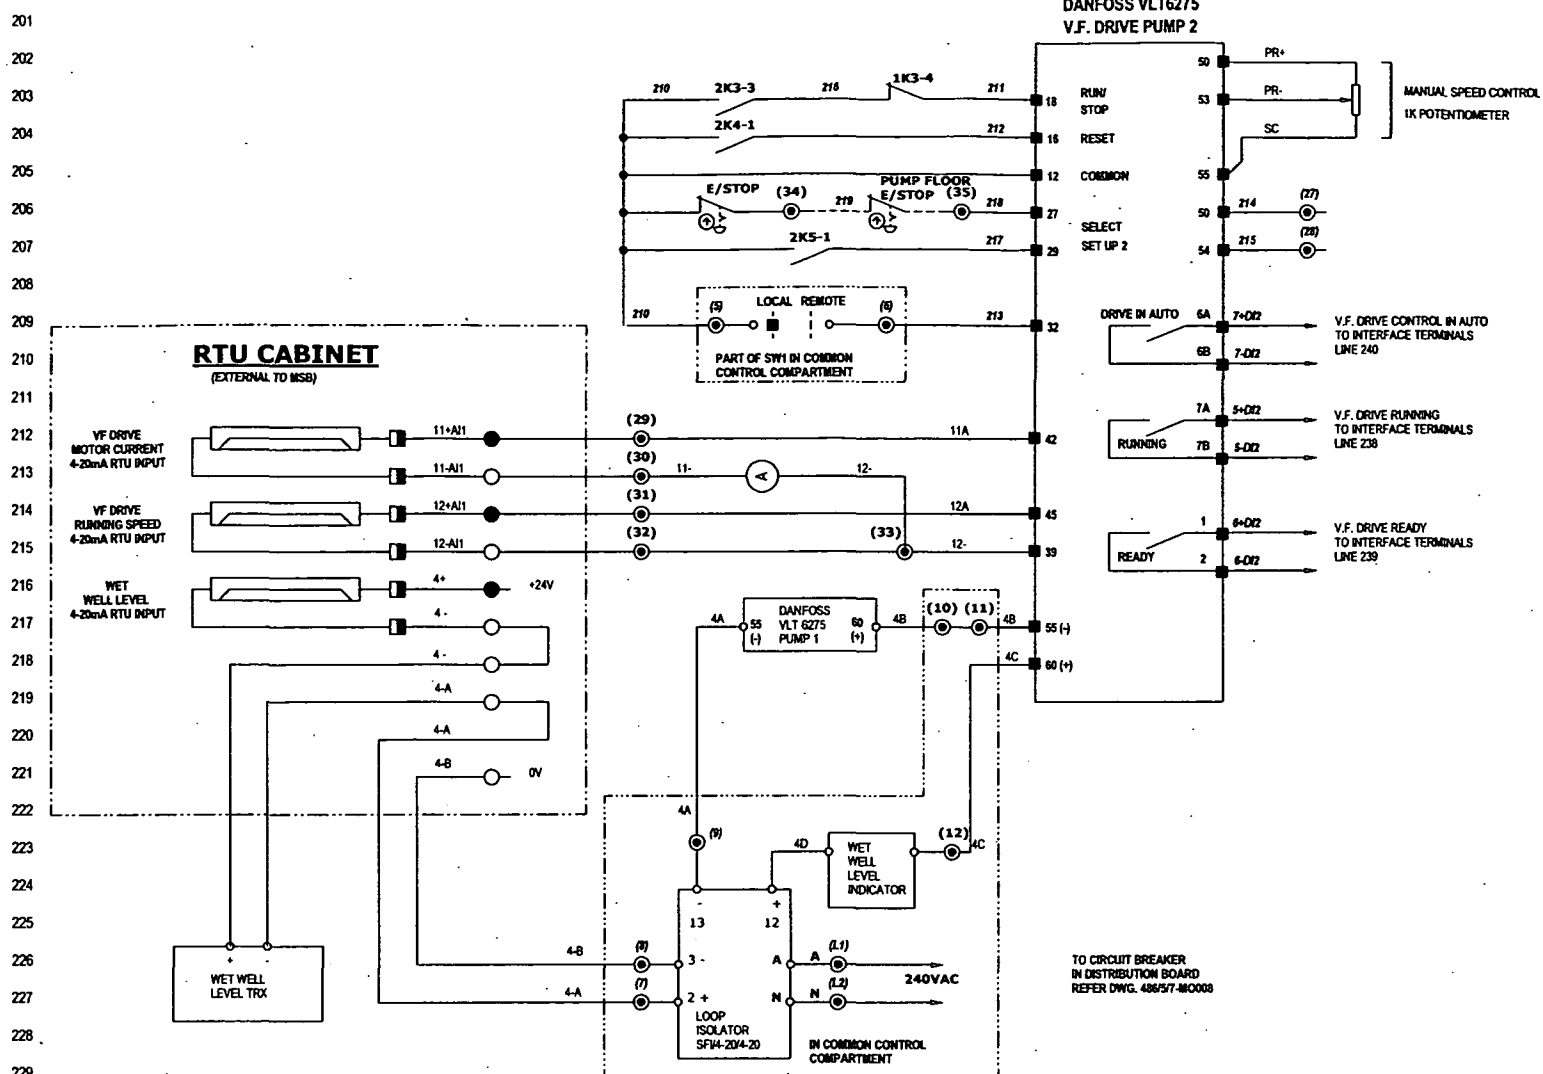 DANFOSS VLT6275
V.F. DRIVE PUMP 2
201
202
50 PR+
203
210 2K3-3 216 1K3-4 211 18 RUN/ STOP
53 PR-
MANUAL SPEED CONTROL
1K POTENTIOMETER
204
2K4-1 212 16 RESET
SC
205
12 COMMON
55
206
E/STOP (34) 219 PUMP FLOOR E/STOP (35) 218 27
50 214 (27)
SELECT
SET UP 2
207
2K5-1 217 29
54 215 (28)
208
209
210 (5) LOCAL REMOTE (6) 213 32
PART OF SW1 IN COMMON
CONTROL COMPARTMENT
DRIVE IN AUTO 6A 7+DI2
6B 7-DI2
V.F. DRIVE CONTROL IN AUTO
TO INTERFACE TERMINALS
LINE 240
RTU CABINET
(EXTERNAL TO MSB)
210
211
7A 5+DI2
RUNNING 7B 5-DI2
V.F. DRIVE RUNNING
TO INTERFACE TERMINALS
LINE 238
212
VF DRIVE
MOTOR CURRENT
4-20mA RTU INPUT
11+AI1 (29) 11A 42
213
11-AI1 (30) 11- A 12-
214
VF DRIVE
RUNNING SPEED
4-20mA RTU INPUT
12+AI1 (31) 12A 45
215
12-AI1 (32) (33) 12- 39
1 6+DI2
READY 2 6-DI2
V.F. DRIVE READY
TO INTERFACE TERMINALS
LINE 239
216
WET
WELL LEVEL
4-20mA RTU INPUT
4+ +24V
217
4 -
4A 55 (-) DANFOSS VLT 6275 PUMP 1 60 (+) 4B (10) (11) 4B 55 (-)
218
4 -
4C 60 (+)
219
4-A
220
4-A
221
4-B 0V
222
4A
223
(9)
4D WET
WELL
LEVEL
INDICATOR
(12) 4C
224
- +
225
13 12
226
4-B (8) 3 - A A (L1)
240VAC
227
4-A (7) 2 + N N (L2)
WET WELL
LEVEL TRX
+ -
LOOP
ISOLATOR
SFI/4-20/4-20
TO CIRCUIT BREAKER
IN DISTRIBUTION BOARD
REFER DWG. 486/5/7-MO008
228
IN COMMON CONTROL
COMPARTMENT
229